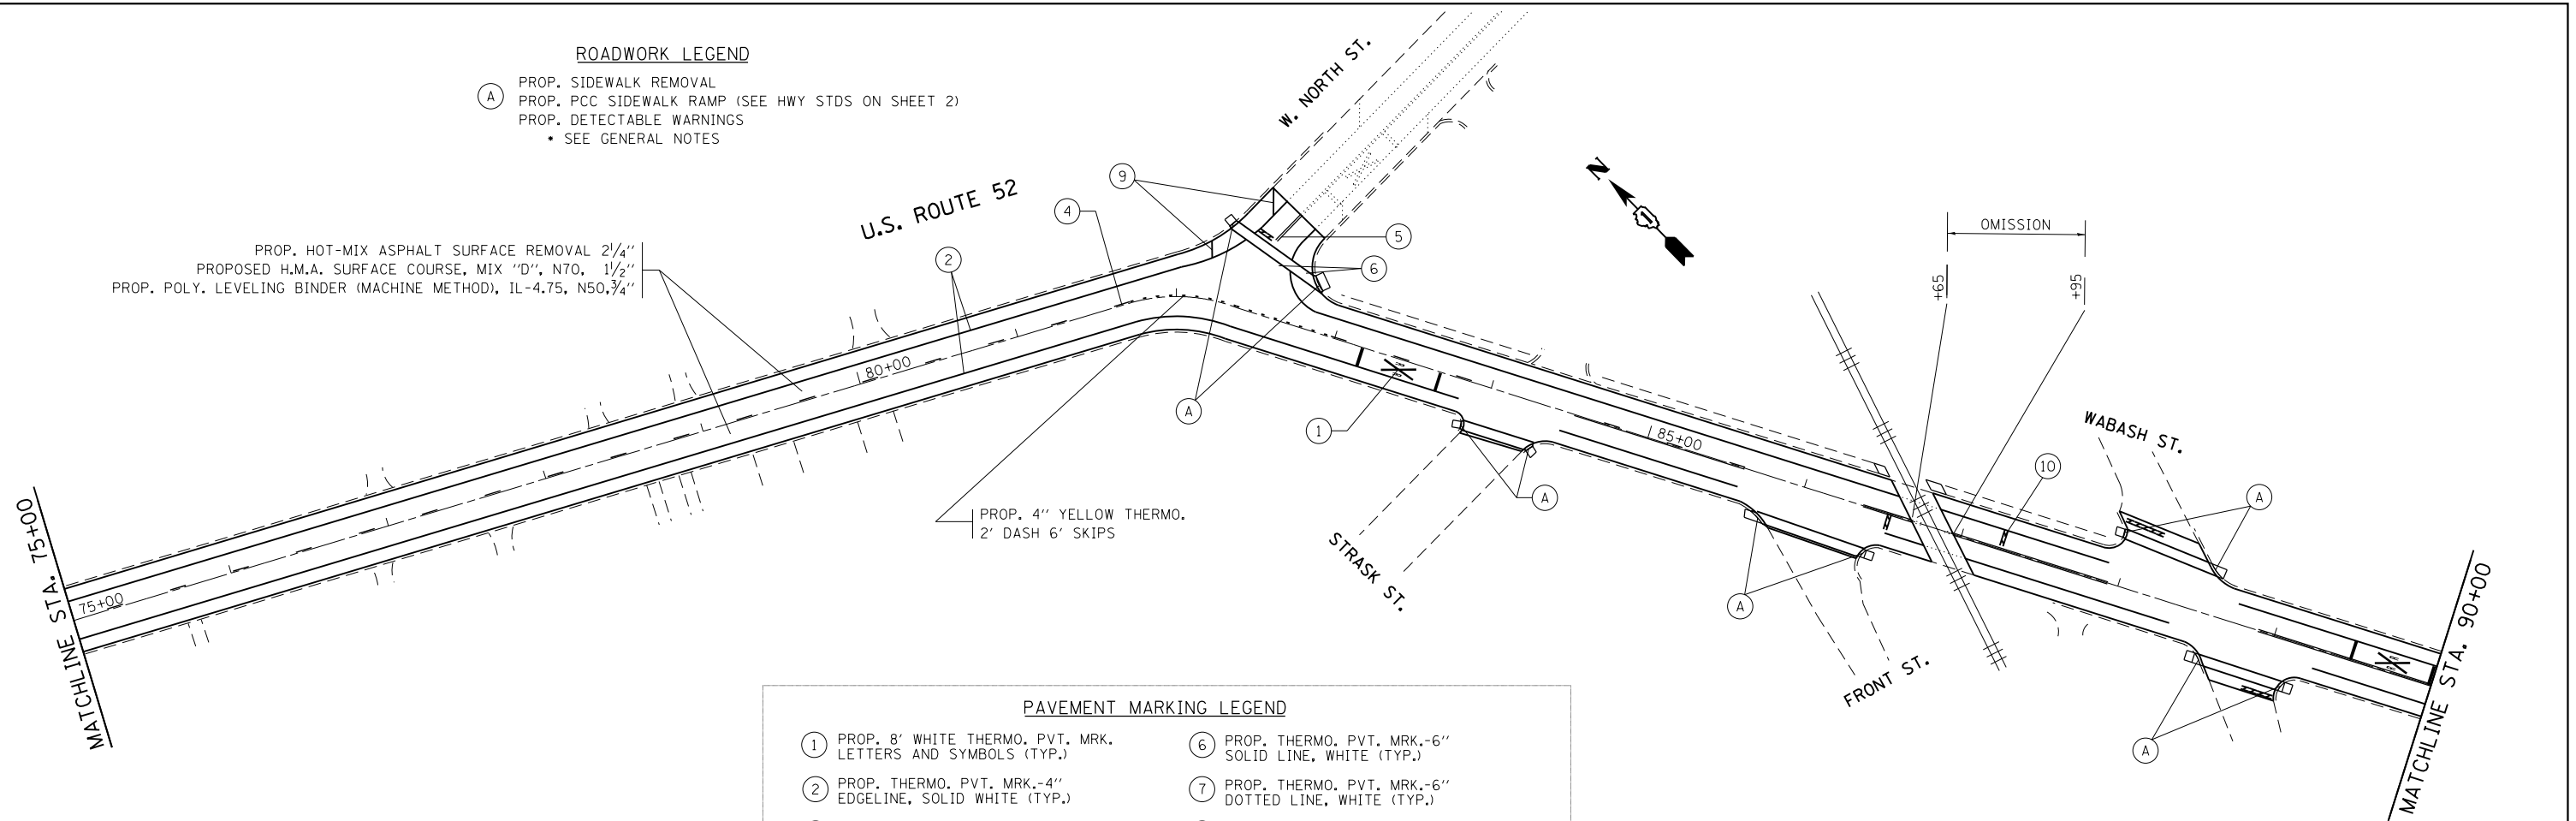 ROADWORK LEGEND
A
PROP. SIDEWALK REMOVAL
PROP. PCC SIDEWALK RAMP (SEE HWY STDS ON SHEET 2)
PROP. DETECTABLE WARNINGS
* SEE GENERAL NOTES
W. NORTH ST.
N
1
U.S. ROUTE 52
9
4
2
5
6
OMISSION
+65
+95
PROP. HOT-MIX ASPHALT SURFACE REMOVAL 2 1/4"
PROPOSED H.M.A. SURFACE COURSE, MIX "D", N70, 1 1/2"
PROP. POLY. LEVELING BINDER (MACHINE METHOD), IL-4.75, N50, 3/4"
80+00
A
1
85+00
WABASH ST.
10
A
A
PROP. 4" YELLOW THERMO.
2' DASH 6' SKIPS
STRASK ST.
MATCHLINE STA. 75+00
75+00
A
FRONT ST.
A
MATCHLINE STA. 90+00
PAVEMENT MARKING LEGEND
1
PROP. 8' WHITE THERMO. PVT. MRK.
LETTERS AND SYMBOLS (TYP.)
2
PROP. THERMO. PVT. MRK.-4"
EDGELINE, SOLID WHITE (TYP.)
6
PROP. THERMO. PVT. MRK.-6"
SOLID LINE, WHITE (TYP.)
7
PROP. THERMO. PVT. MRK.-6"
DOTTED LINE, WHITE (TYP.)